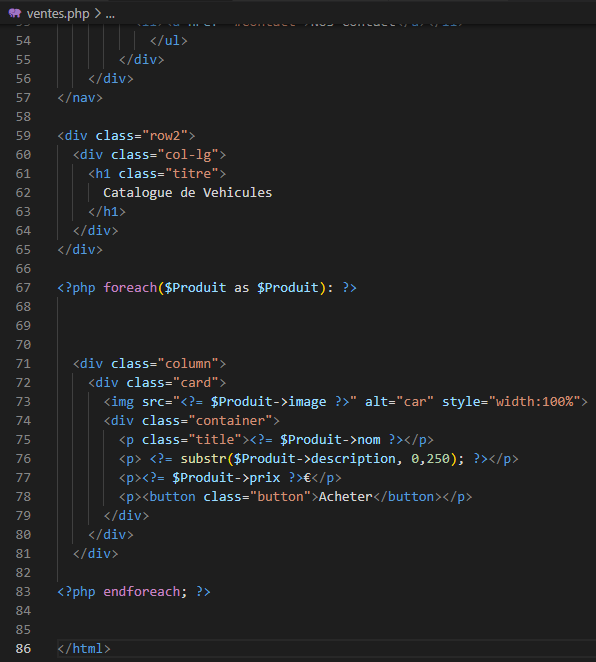 ventes.php > ...
54 </ul>
55 </div>
56 </div>
57 </nav>
58
59 <div class="row2">
60 <div class="col-lg">
61 <h1 class="titre">
62 Catalogue de Vehicules
63 </h1>
64 </div>
65 </div>
66
67 <?php foreach($Produit as $Produit): ?>
68
69
70
71 <div class="column">
72 <div class="card">
73 <img src="<?= $Produit->image ?>" alt="car" style="width:100%">
74 <div class="container">
75 <p class="title"><?= $Produit->nom ?></p>
76 <p> <?= substr($Produit->description, 0,250); ?></p>
77 <p><?= $Produit->prix ?>€</p>
78 <p><button class="button">Acheter</button></p>
79 </div>
80 </div>
81 </div>
82
83 <?php endforeach; ?>
84
85
86 </html>